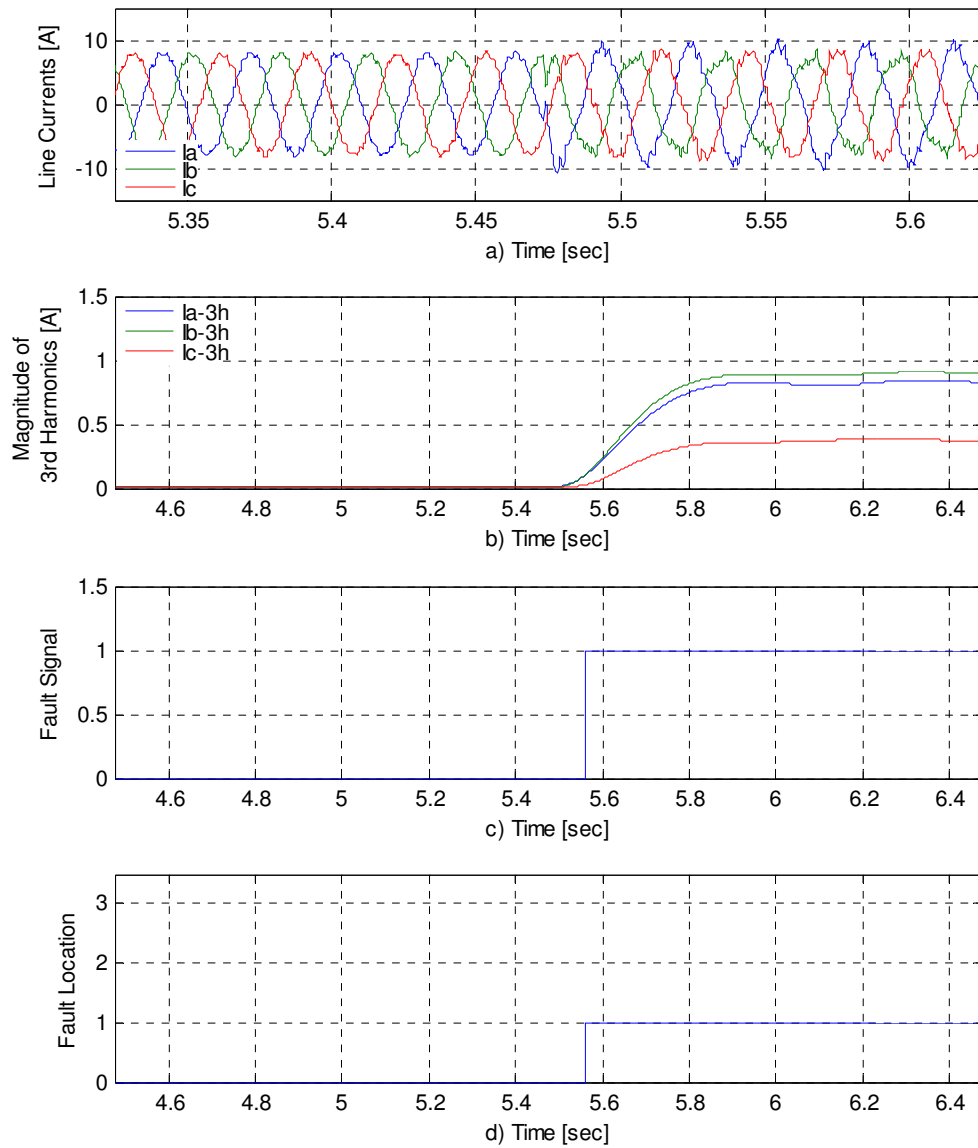 Line Currents [A]
10
0
-10
Ia
Ib
Ic
5.35 5.4 5.45 5.5 5.55 5.6
a) Time [sec]
Magnitude of
3rd Harmonics [A]
1.5
1
0.5
0
Ia-3h
Ib-3h
Ic-3h
4.6 4.8 5 5.2 5.4 5.6 5.8 6 6.2 6.4
b) Time [sec]
Fault Signal
1.5
1
0.5
0
4.6 4.8 5 5.2 5.4 5.6 5.8 6 6.2 6.4
c) Time [sec]
Fault Location
3
2
1
0
4.6 4.8 5 5.2 5.4 5.6 5.8 6 6.2 6.4
d) Time [sec]